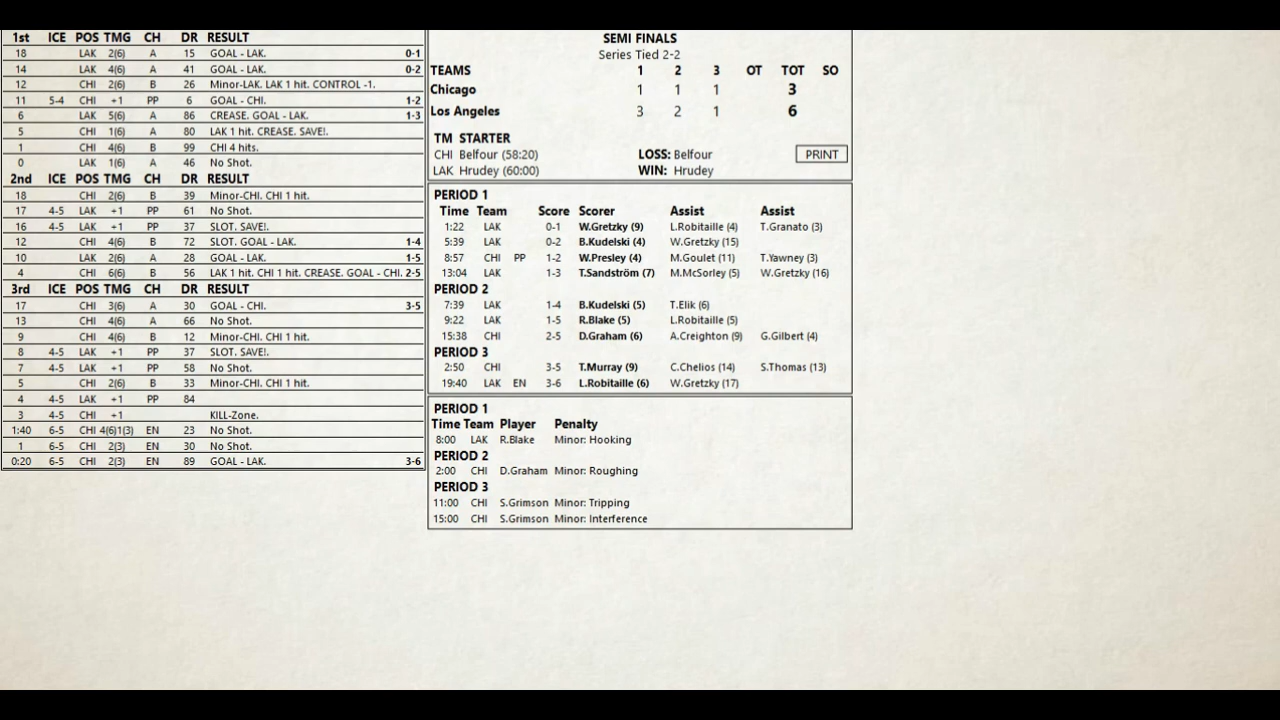 1st ICE POS TMG CH DR RESULT
18 LAK 2(6) A 15 GOAL - LAK. 0-1
14 LAK 4(6) A 41 GOAL - LAK. 0-2
12 CHI 2(6) B 26 Minor-LAK. LAK 1 hit. CONTROL -1.
11 5-4 CHI +1 PP 6 GOAL - CHI. 1-2
6 LAK 5(6) A 86 CREASE. GOAL - LAK. 1-3
5 CHI 1(6) A 80 LAK 1 hit. CREASE. SAVE!.
1 CHI 4(6) B 99 CHI 4 hits.
0 LAK 1(6) A 46 No Shot.
2nd ICE POS TMG CH DR RESULT
18 CHI 2(6) B 39 Minor-CHI. CHI 1 hit.
17 4-5 LAK +1 PP 61 No Shot.
16 4-5 LAK +1 PP 37 SLOT. SAVE!.
12 CHI 4(6) B 72 SLOT. GOAL - LAK. 1-4
10 LAK 2(6) A 28 GOAL - LAK. 1-5
4 CHI 6(6) B 56 LAK 1 hit. CHI 1 hit. CREASE. GOAL - CHI. 2-5
3rd ICE POS TMG CH DR RESULT
17 CHI 3(6) A 30 GOAL - CHI. 3-5
13 CHI 4(6) A 66 No Shot.
9 CHI 4(6) B 12 Minor-CHI. CHI 1 hit.
8 4-5 LAK +1 PP 37 SLOT. SAVE!.
7 4-5 LAK +1 PP 58 No Shot.
5 CHI 2(6) B 33 Minor-CHI. CHI 1 hit.
4 4-5 LAK +1 PP 84
3 4-5 CHI +1 KILL-Zone.
1:40 6-5 CHI 4(6)1(3) EN 23 No Shot.
1 6-5 CHI 2(3) EN 30 No Shot.
0:20 6-5 CHI 2(3) EN 89 GOAL - LAK. 3-6
SEMI FINALS
Series Tied 2-2
TEAMS 1 2 3 OT TOT SO
Chicago 1 1 1 3
Los Angeles 3 2 1 6
TM STARTER
CHI Belfour (58:20) LOSS: Belfour PRINT
LAK Hrudey (60:00) WIN: Hrudey
PERIOD 1
Time Team Score Scorer Assist Assist
1:22 LAK 0-1 W.Gretzky (9) L.Robitaille (4) T.Granato (3)
5:39 LAK 0-2 B.Kudelski (4) W.Gretzky (15)
8:57 CHI PP 1-2 W.Presley (4) M.Goulet (11) T.Yawney (3)
13:04 LAK 1-3 T.Sandström (7) M.McSorley (5) W.Gretzky (16)
PERIOD 2
7:39 LAK 1-4 B.Kudelski (5) T.Elik (6)
9:22 LAK 1-5 R.Blake (5) L.Robitaille (5)
15:38 CHI 2-5 D.Graham (6) A.Creighton (9) G.Gilbert (4)
PERIOD 3
2:50 CHI 3-5 T.Murray (9) C.Chelios (14) S.Thomas (13)
19:40 LAK EN 3-6 L.Robitaille (6) W.Gretzky (17)
PERIOD 1
Time Team Player Penalty
8:00 LAK R.Blake Minor: Hooking
PERIOD 2
2:00 CHI D.Graham Minor: Roughing
PERIOD 3
11:00 CHI S.Grimson Minor: Tripping
15:00 CHI S.Grimson Minor: Interference